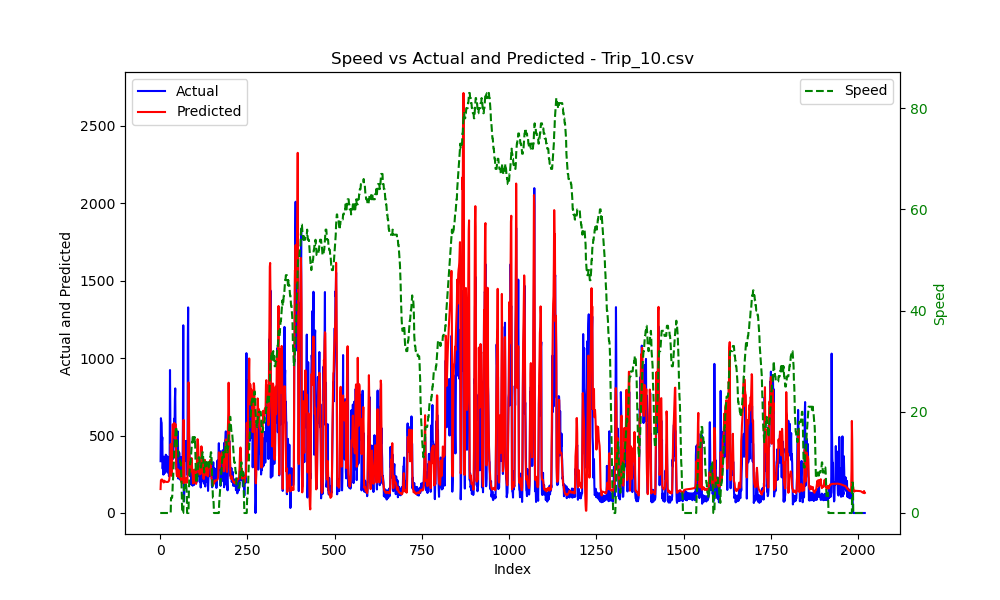 Speed vs Actual and Predicted - Trip_10.csv
Actual
Predicted
Speed
Actual and Predicted
2500
2000
1500
1000
500
0
80
60
40
20
0
Speed
0 250 500 750 1000 1250 1500 1750 2000
Index